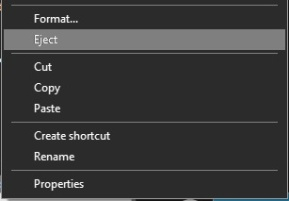 Format...
Eject
Cut
Copy
Paste
Create shortcut
Rename
Properties